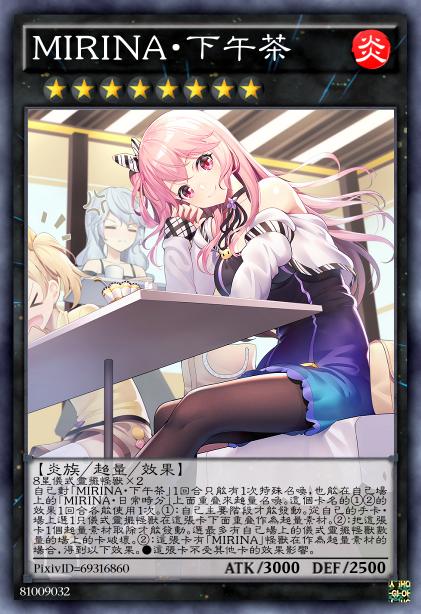 MIRINA・下午茶
炎
【炎族/超量/效果】
8星儀式靈擺怪獸×2
自己對「MIRINA・下午茶」1回合只能有1次特殊召喚,也能在自己場
上的「MIRINA・日常時分」上面重疊來超量召喚。這個卡名的①②的
效果1回合各能使用1次。①:自己主要階段才能發動。從自己的手卡・
場上選1只儀式靈擺怪獸在這張卡下面重疊作為超量素材。②:把這張
卡1個超量素材取除才能發動。選最多有自己場上的儀式靈擺怪獸數
量的場上的卡破壞。②:這張卡有「MIRINA」怪獸在作為超量素材的
場合,得到以下效果。●這張卡不受其他卡的效果影響。
PixivID=69316860
ATK/3000 DEF/2500
81009032